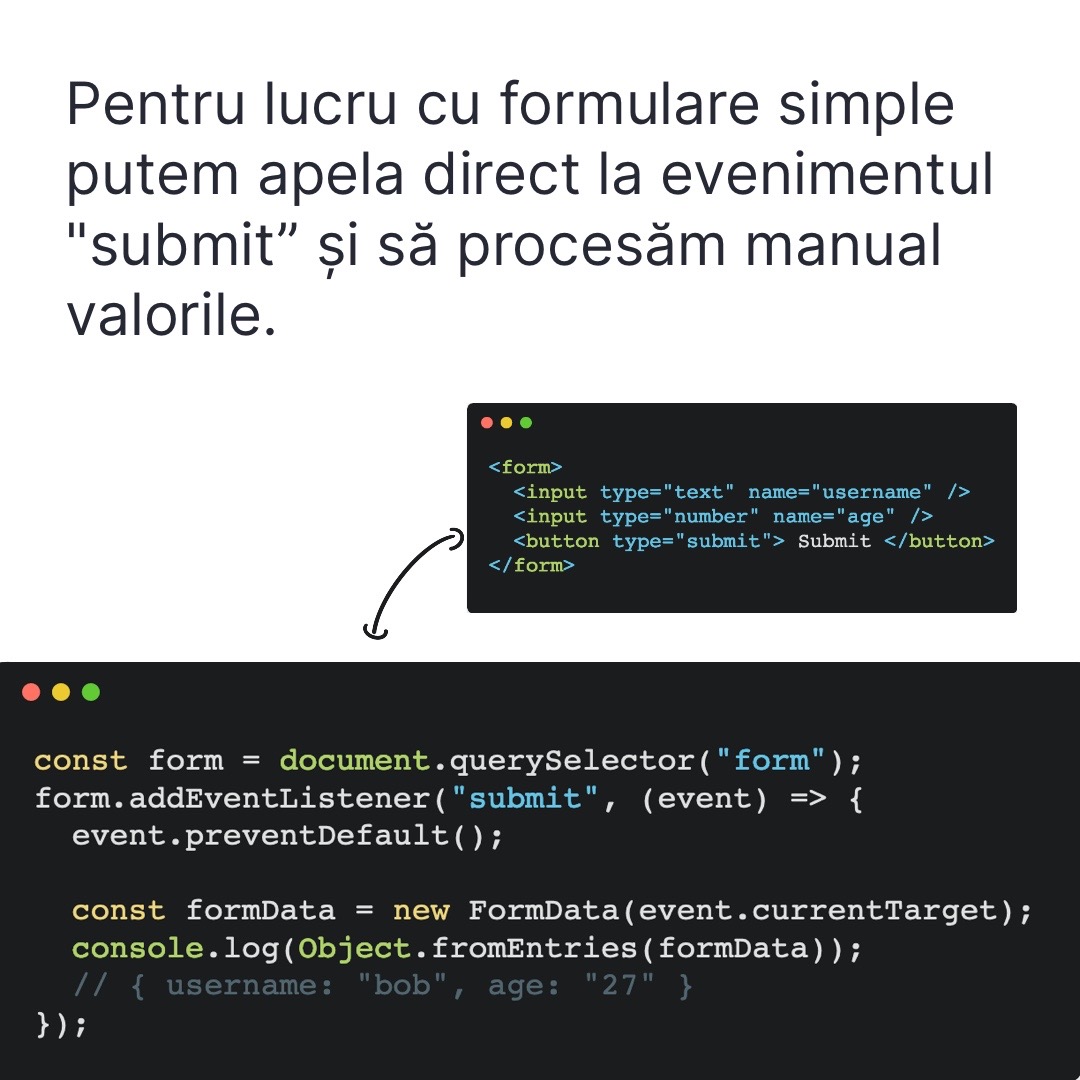 Pentru lucru cu formulare simple
putem apela direct la evenimentul
"submit” și să procesăm manual
valorile.
<form>
  <input type="text" name="username" />
  <input type="number" name="age" />
  <button type="submit"> Submit </button>
</form>
const form = document.querySelector("form");
form.addEventListener("submit", (event) => {
  event.preventDefault();

  const formData = new FormData(event.currentTarget);
  console.log(Object.fromEntries(formData));
  // { username: "bob", age: "27" }
});